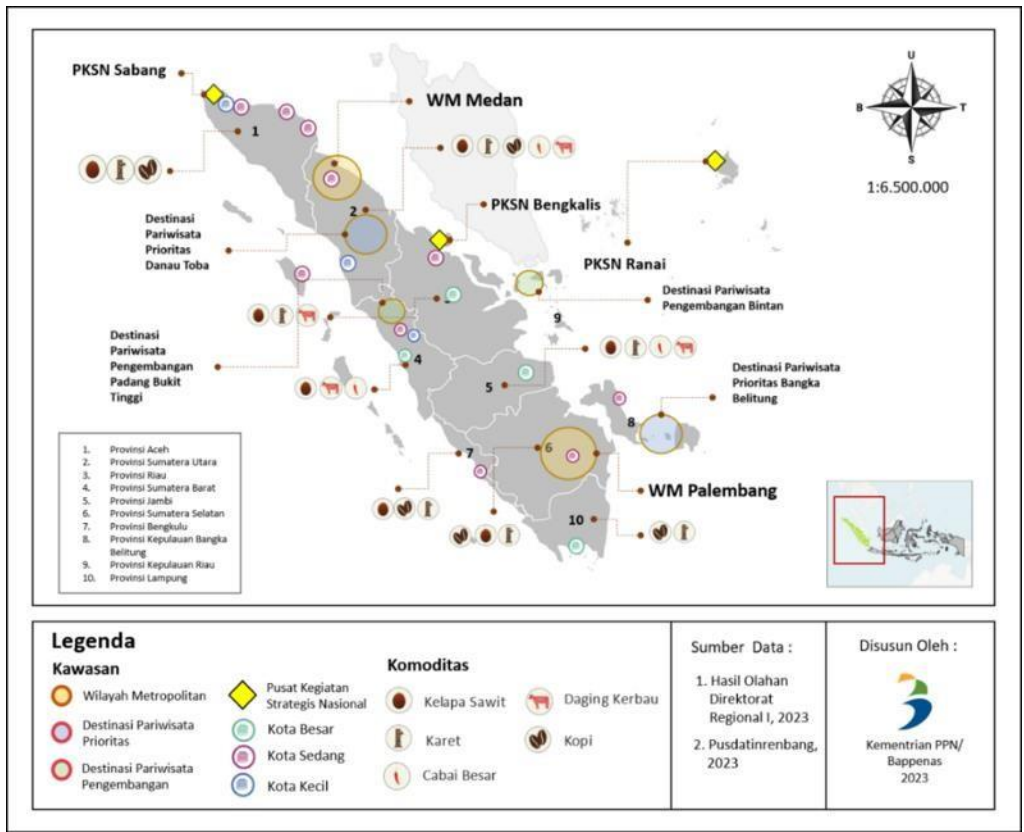 PKSN Sabang
WM Medan
U
B
T
S
1:6.500.000
1
2
Destinasi
Pariwisata
Prioritas
Danau Toba
PKSN Bengkalis
PKSN Ranai
Destinasi Pariwisata
Pengembangan Bintan
9
Destinasi
Pariwisata
Pengembangan
Padang Bukit
Tinggi
4
5
Destinasi Pariwisata
Prioritas Bangka
Belitung
8
7
6
WM Palembang
10
1. Provinsi Aceh
2. Provinsi Sumatera Utara
3. Provinsi Riau
4. Provinsi Sumatera Barat
5. Provinsi Jambi
6. Provinsi Sumatera Selatan
7. Provinsi Bengkulu
8. Provinsi Kepulauan Bangka
Belitung
9. Provinsi Kepulauan Riau
10. Provinsi Lampung
Legenda
Kawasan
Wilayah Metropolitan
Destinasi Pariwisata
Prioritas
Destinasi Pariwisata
Pengembangan
Pusat Kegiatan
Strategis Nasional
Kota Besar
Kota Sedang
Kota Kecil
Komoditas
Kelapa Sawit
Karet
Cabai Besar
Daging Kerbau
Kopi
Sumber Data :
1. Hasil Olahan
Direktorat
Regional I, 2023
2. Pusdatinrenbang,
2023
Disusun Oleh :
Kementrian PPN/
Bappenas
2023